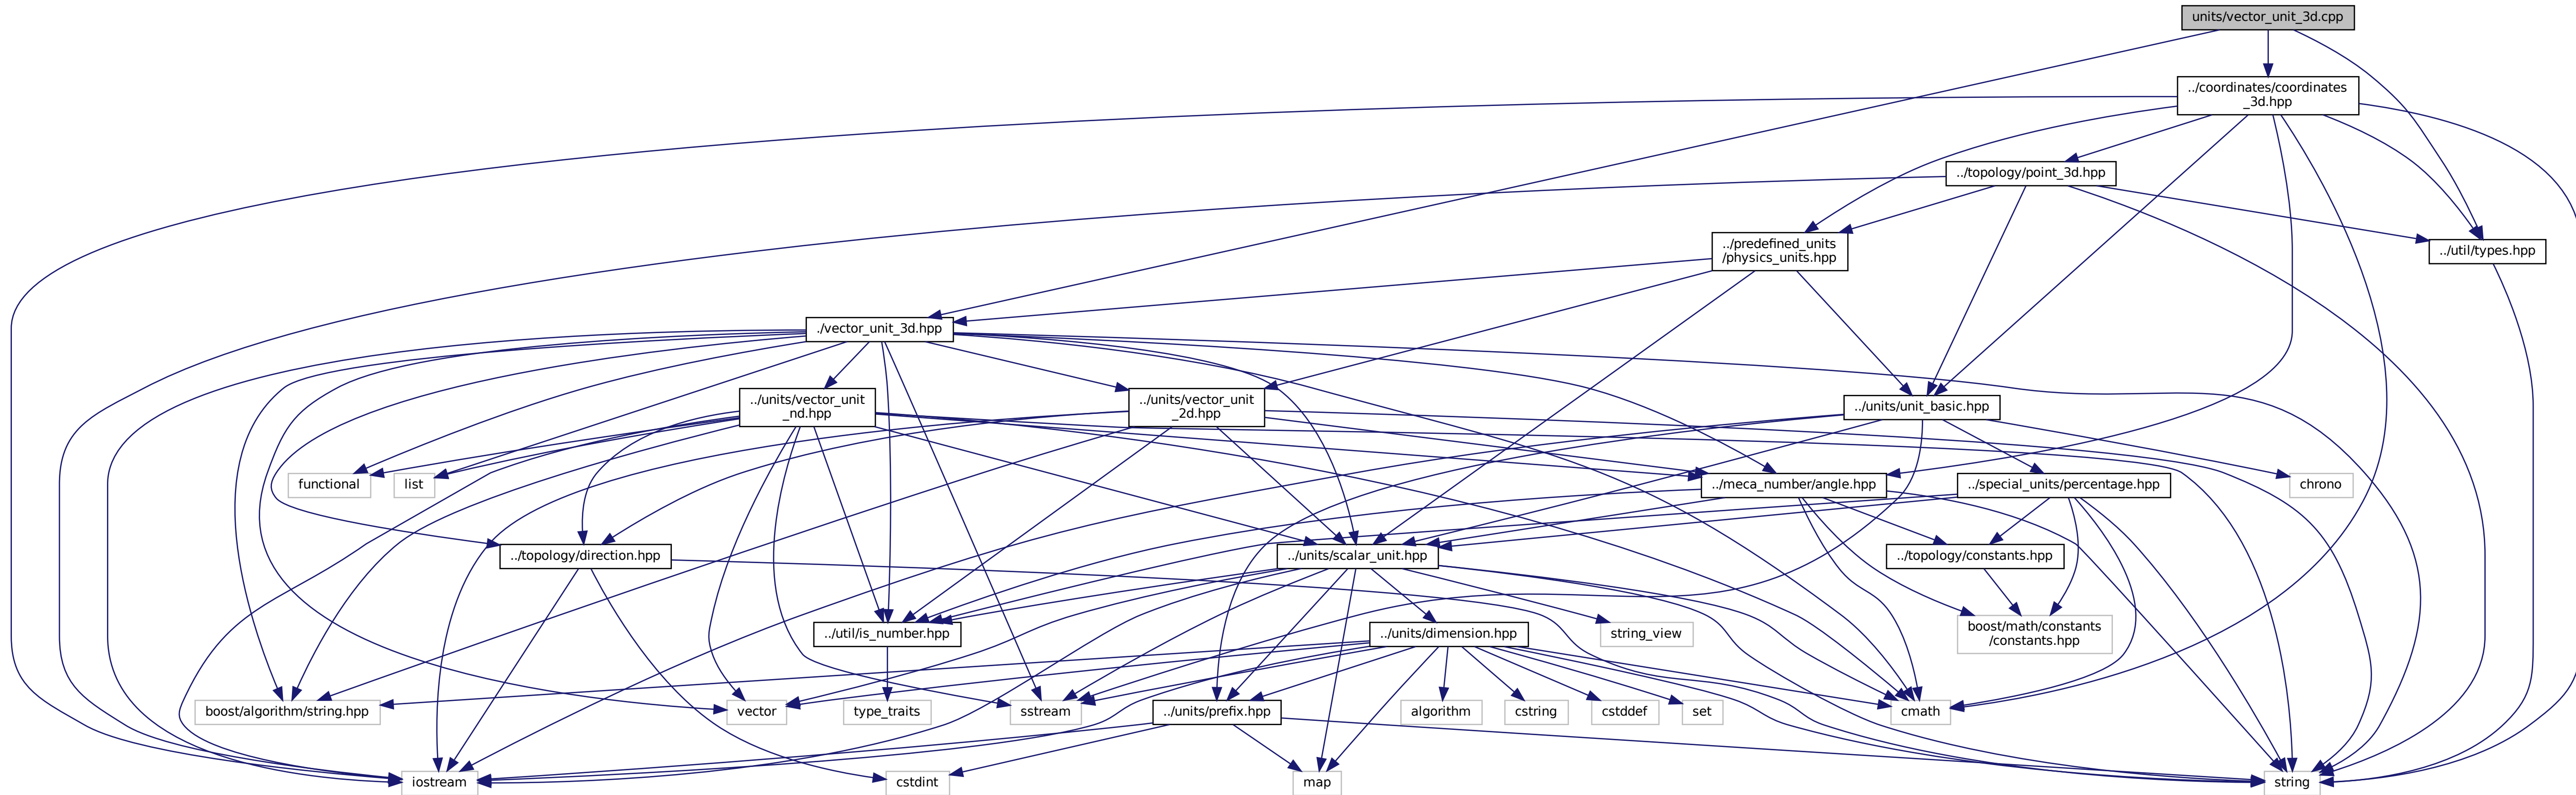 units/vector_unit_3d.cpp
../coordinates/coordinates
_3d.hpp
../topology/point_3d.hpp
../predefined_units
/physics_units.hpp
../util/types.hpp
./vector_unit_3d.hpp
../units/vector_unit
_nd.hpp
../units/vector_unit
_2d.hpp
../units/unit_basic.hpp
functional
list
../meca_number/angle.hpp
../special_units/percentage.hpp
chrono
../topology/direction.hpp
../units/scalar_unit.hpp
../topology/constants.hpp
../util/is_number.hpp
../units/dimension.hpp
string_view
boost/math/constants
/constants.hpp
boost/algorithm/string.hpp
vector
type_traits
sstream
../units/prefix.hpp
algorithm
cstring
cstddef
set
cmath
iostream
cstdint
map
string